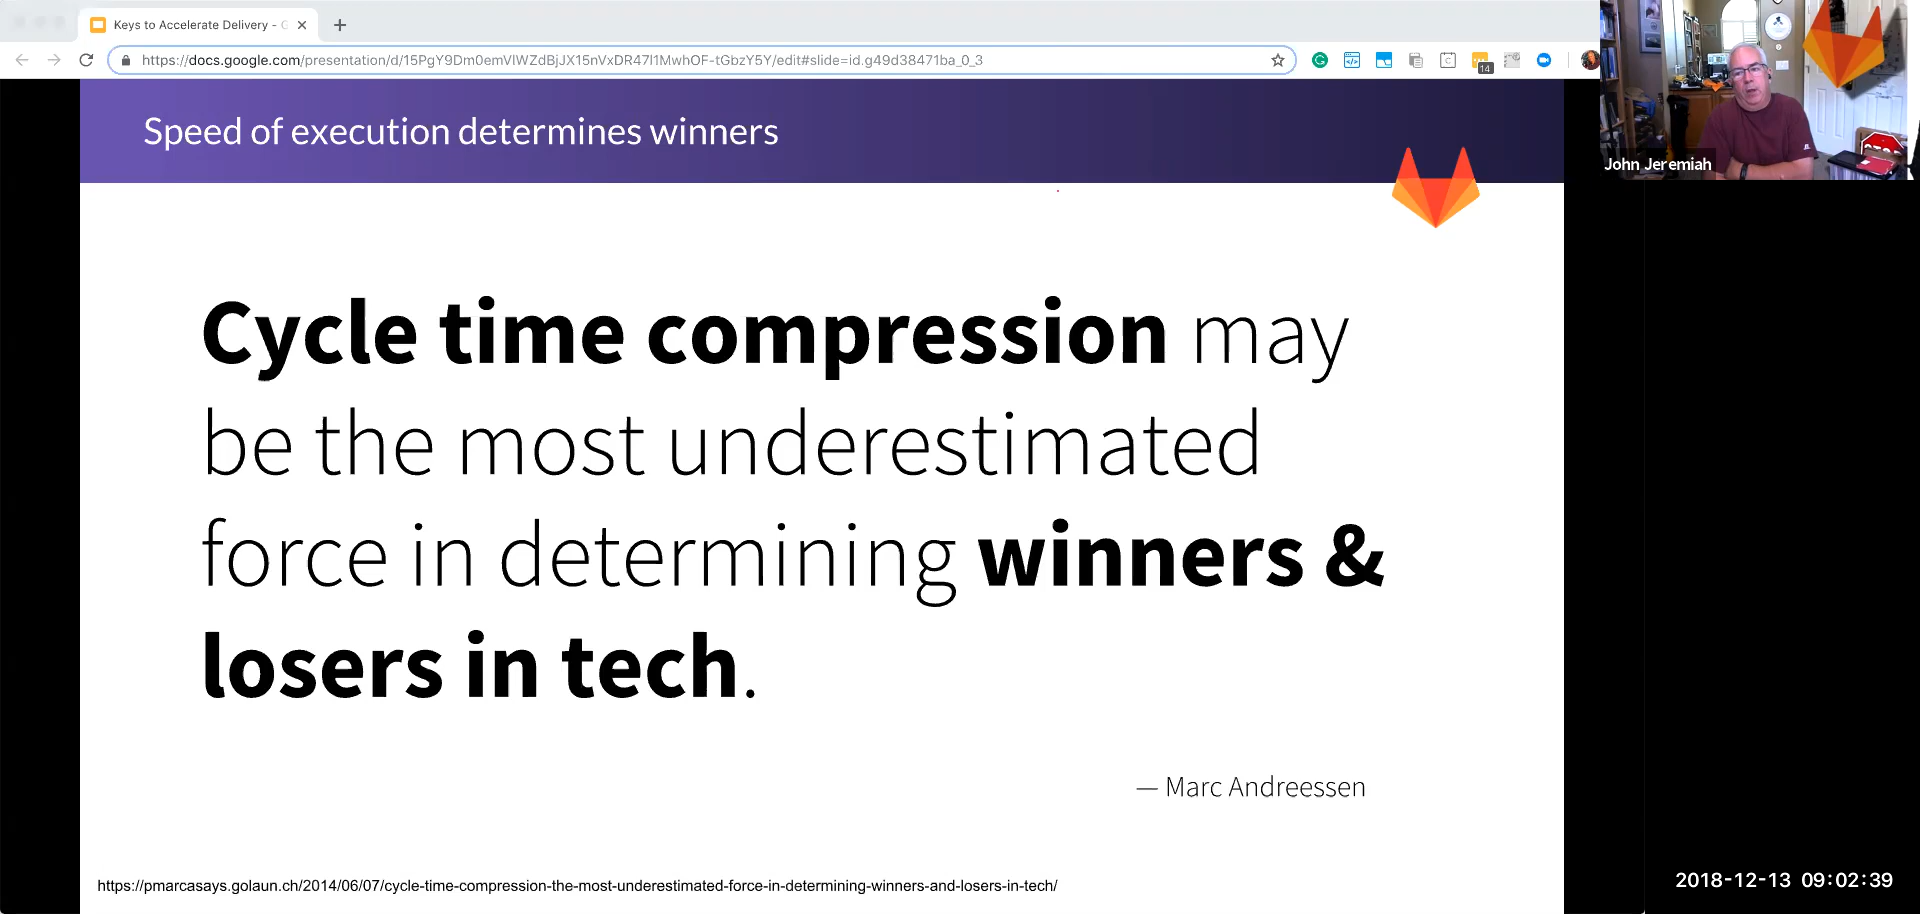 Keys to Accelerate Delivery - G
https://docs.google.com/presentation/d/15PgY9Dm0emVlWZdBjJX15nVxDR47l1MwhOF-tGbzY5Y/edit#slide=id.g49d38471ba_0_3
14
Speed of execution determines winners
John Jeremiah
STOP
Cycle time compression may
be the most underestimated
force in determining winners &
losers in tech.
— Marc Andreessen
https://pmarcasays.golaun.ch/2014/06/07/cycle-time-compression-the-most-underestimated-force-in-determining-winners-and-losers-in-tech/
2018-12-13 09:02:39